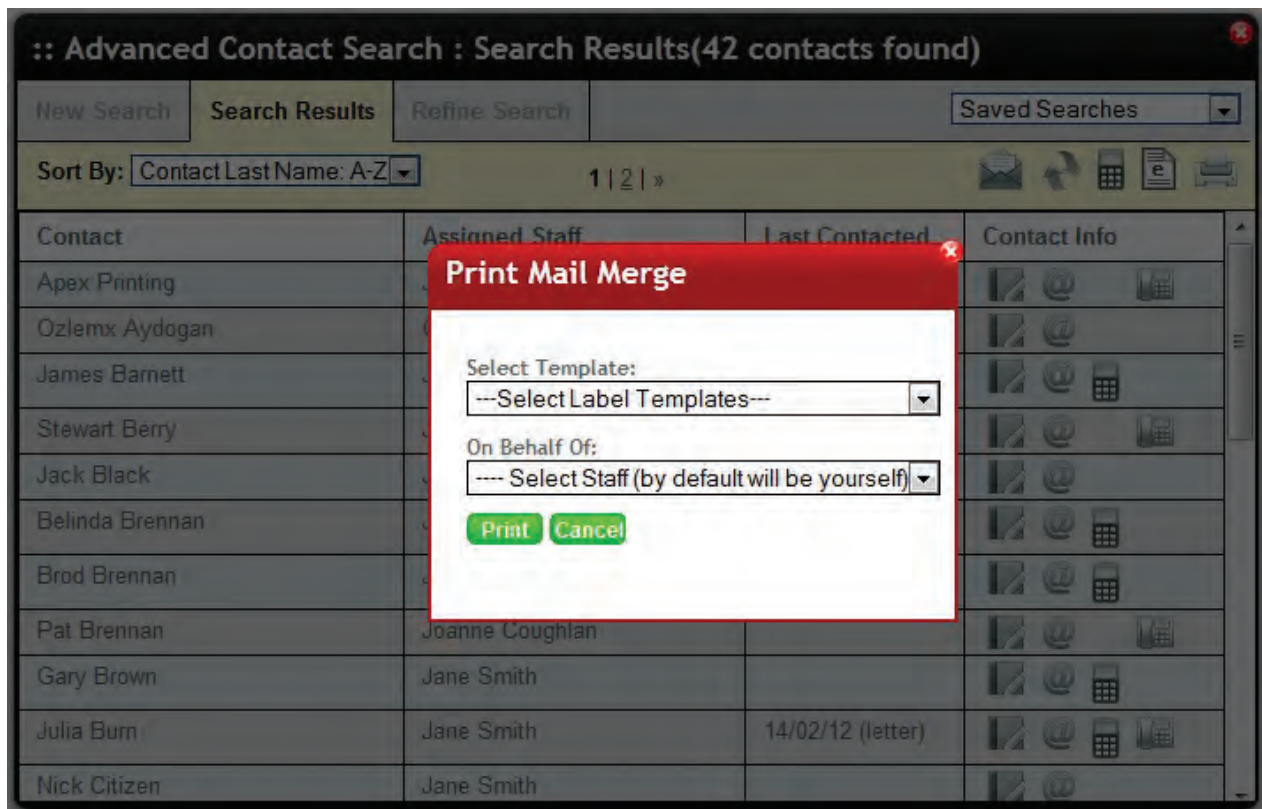 :: Advanced Contact Search : Search Results(42 contacts found)
New Search Search Results Refine Search Saved Searches
Sort By: Contact Last Name: A-Z 1 | 2 | »
Contact Assigned Staff Last Contacted Contact Info
Apex Printing
Ozlemx Aydogan
James Barnett
Stewart Berry
Jack Black
Belinda Brennan
Brod Brennan
Pat Brennan Joanne Coughlan
Gary Brown Jane Smith
Julia Burn Jane Smith 14/02/12 (letter)
Nick Citizen Jane Smith
Print Mail Merge
Select Template:
---Select Label Templates---
On Behalf Of:
---- Select Staff (by default will be yourself)
Print Cancel